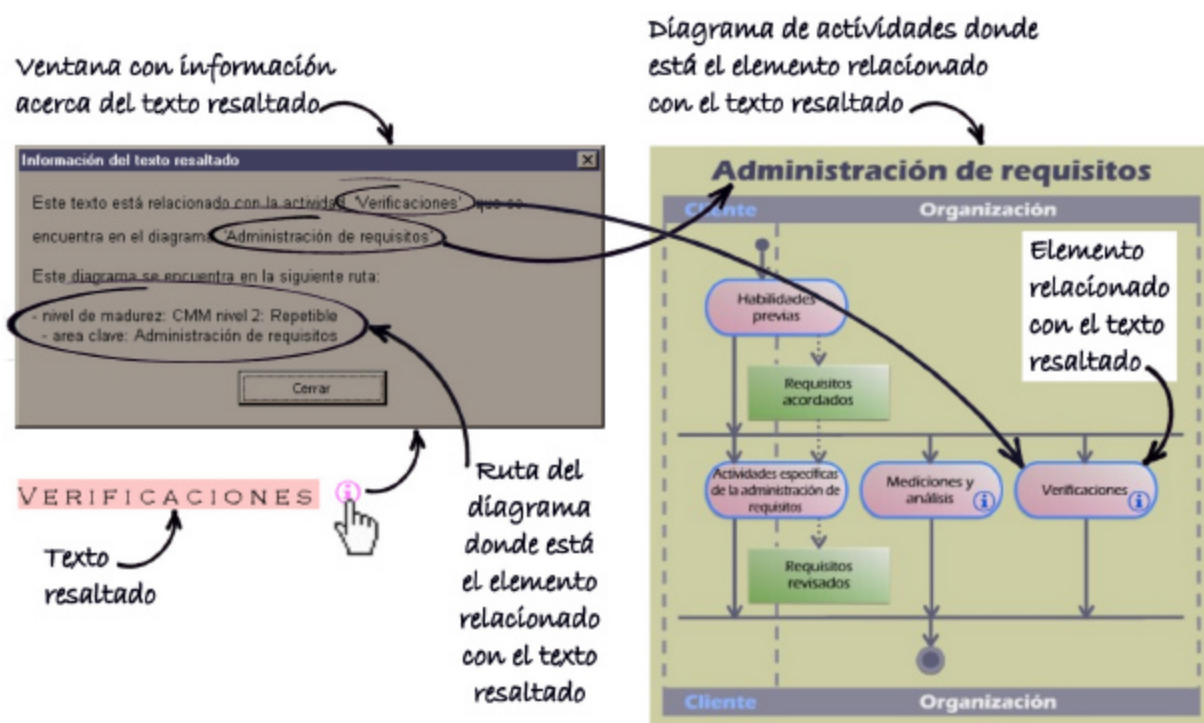 Ventana con información
acerca del texto resaltado
Diagrama de actividades donde
está el elemento relacionado
con el texto resaltado
Información del texto resaltado
Este texto está relacionado con la actividad 'Verificaciones', que se
encuentra en el diagrama 'Administración de requisitos'
Este diagrama se encuentra en la siguiente ruta:
- nivel de madurez: CMM nivel 2: Repetible
- area clave: Administración de requisitos
Cerrar
VERIFICACIONES
Texto
resaltado
Ruta del
diagrama
donde está
el elemento
relacionado
con el texto
resaltado
Administración de requisitos
Cliente Organización
Elemento
relacionado
con el texto
resaltado
Habilidades
previas
Requisitos
acordados
Actividades específicas
de la administración de
requisitos
Mediciones y
análisis
Verificaciones
Requisitos
revisados
Cliente Organización